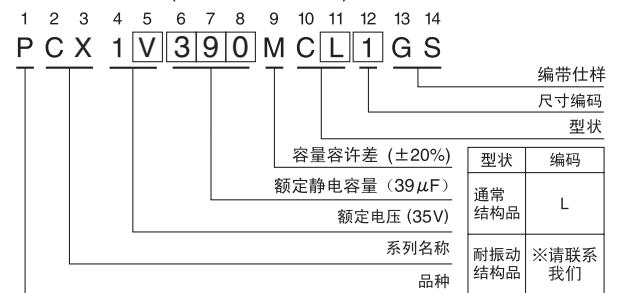 1 2 3 4 5 6 7 8 9 10 11 12 13 14
P C X 1 V 3 9 0 M C L 1 G S
编带仕样
尺寸编码
型状
容量容许差 (±20%)
额定静电容量（39μF）
额定电压 (35V)
系列名称
品种
型状 编码
通常
结构品
L
耐振动
结构品
※请联系
我们